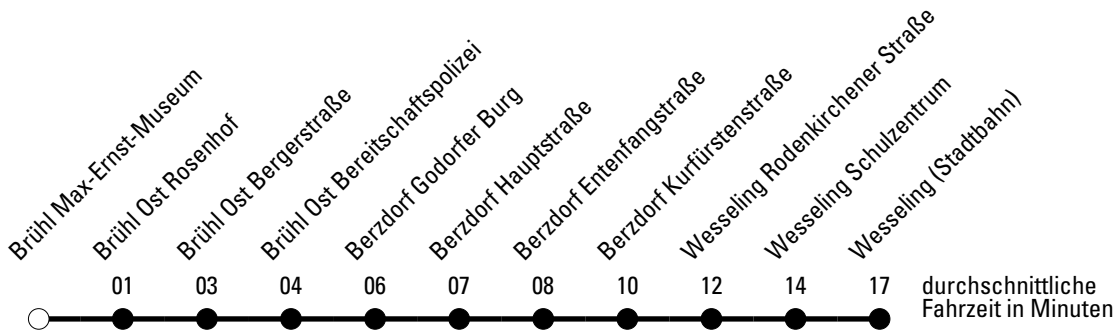 Brühl Max-Ernst-Museum
Brühl Ost Rosenhof
Brühl Ost Bergerstraße
Brühl Ost Bereitschaftspolizei
Berzdorf Godorfer Burg
Berzdorf Hauptstraße
Berzdorf Entenfangstraße
Berzdorf Kurfürstenstraße
Wesseling Rodenkirchener Straße
Wesseling Schulzentrum
Wesseling (Stadtbahn)
01 03 04 06 07 08 10 12 14 17 durchschnittliche
Fahrzeit in Minuten